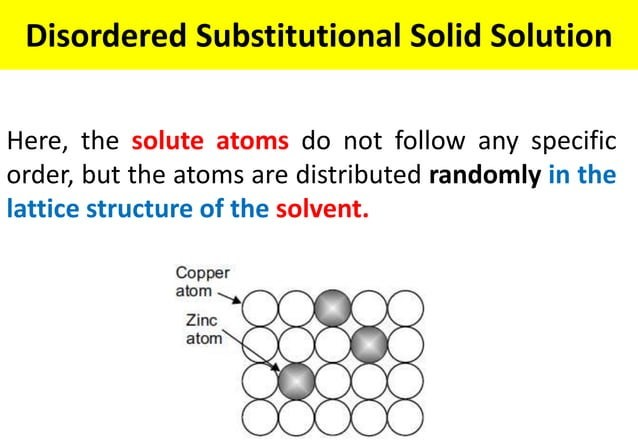 Disordered Substitutional Solid Solution
Here, the solute atoms do not follow any specific
order, but the atoms are distributed randomly in the
lattice structure of the solvent.
Copper
atom
Zinc
atom